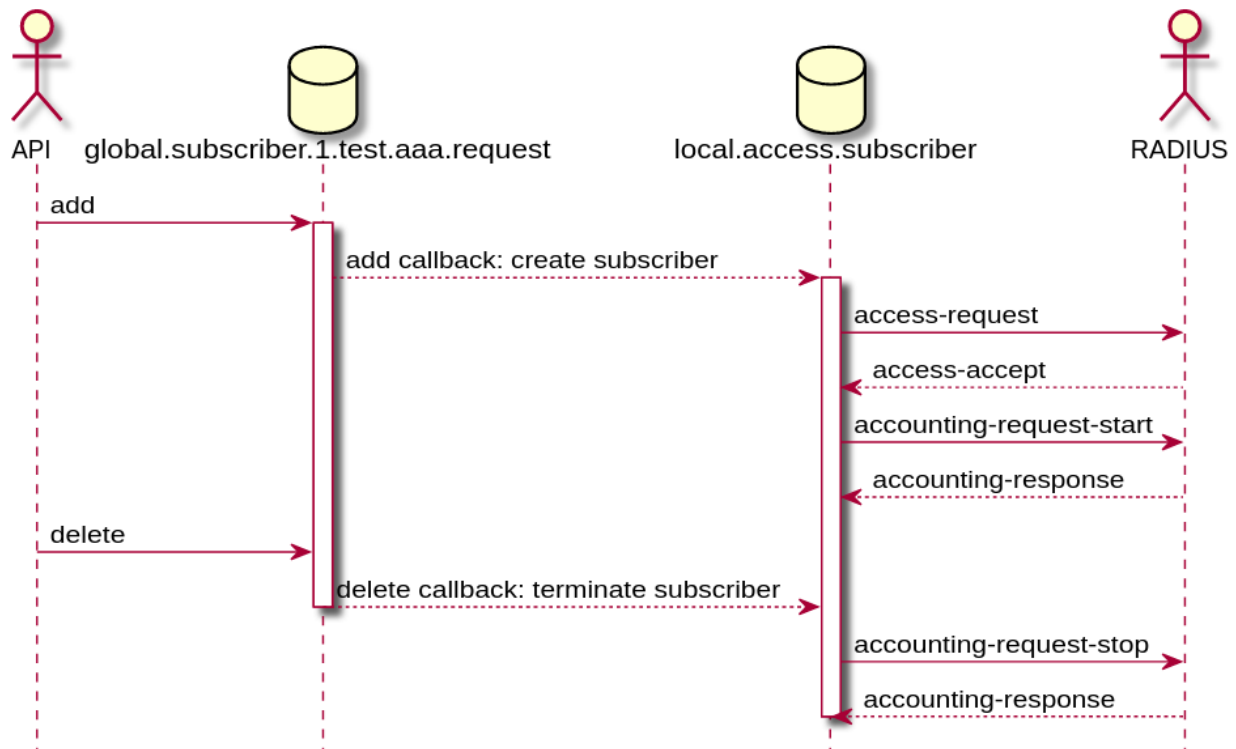 API
global.subscriber.1.test.aaa.request
local.access.subscriber
RADIUS
add
add callback: create subscriber
access-request
access-accept
accounting-request-start
accounting-response
delete
delete callback: terminate subscriber
accounting-request-stop
accounting-response